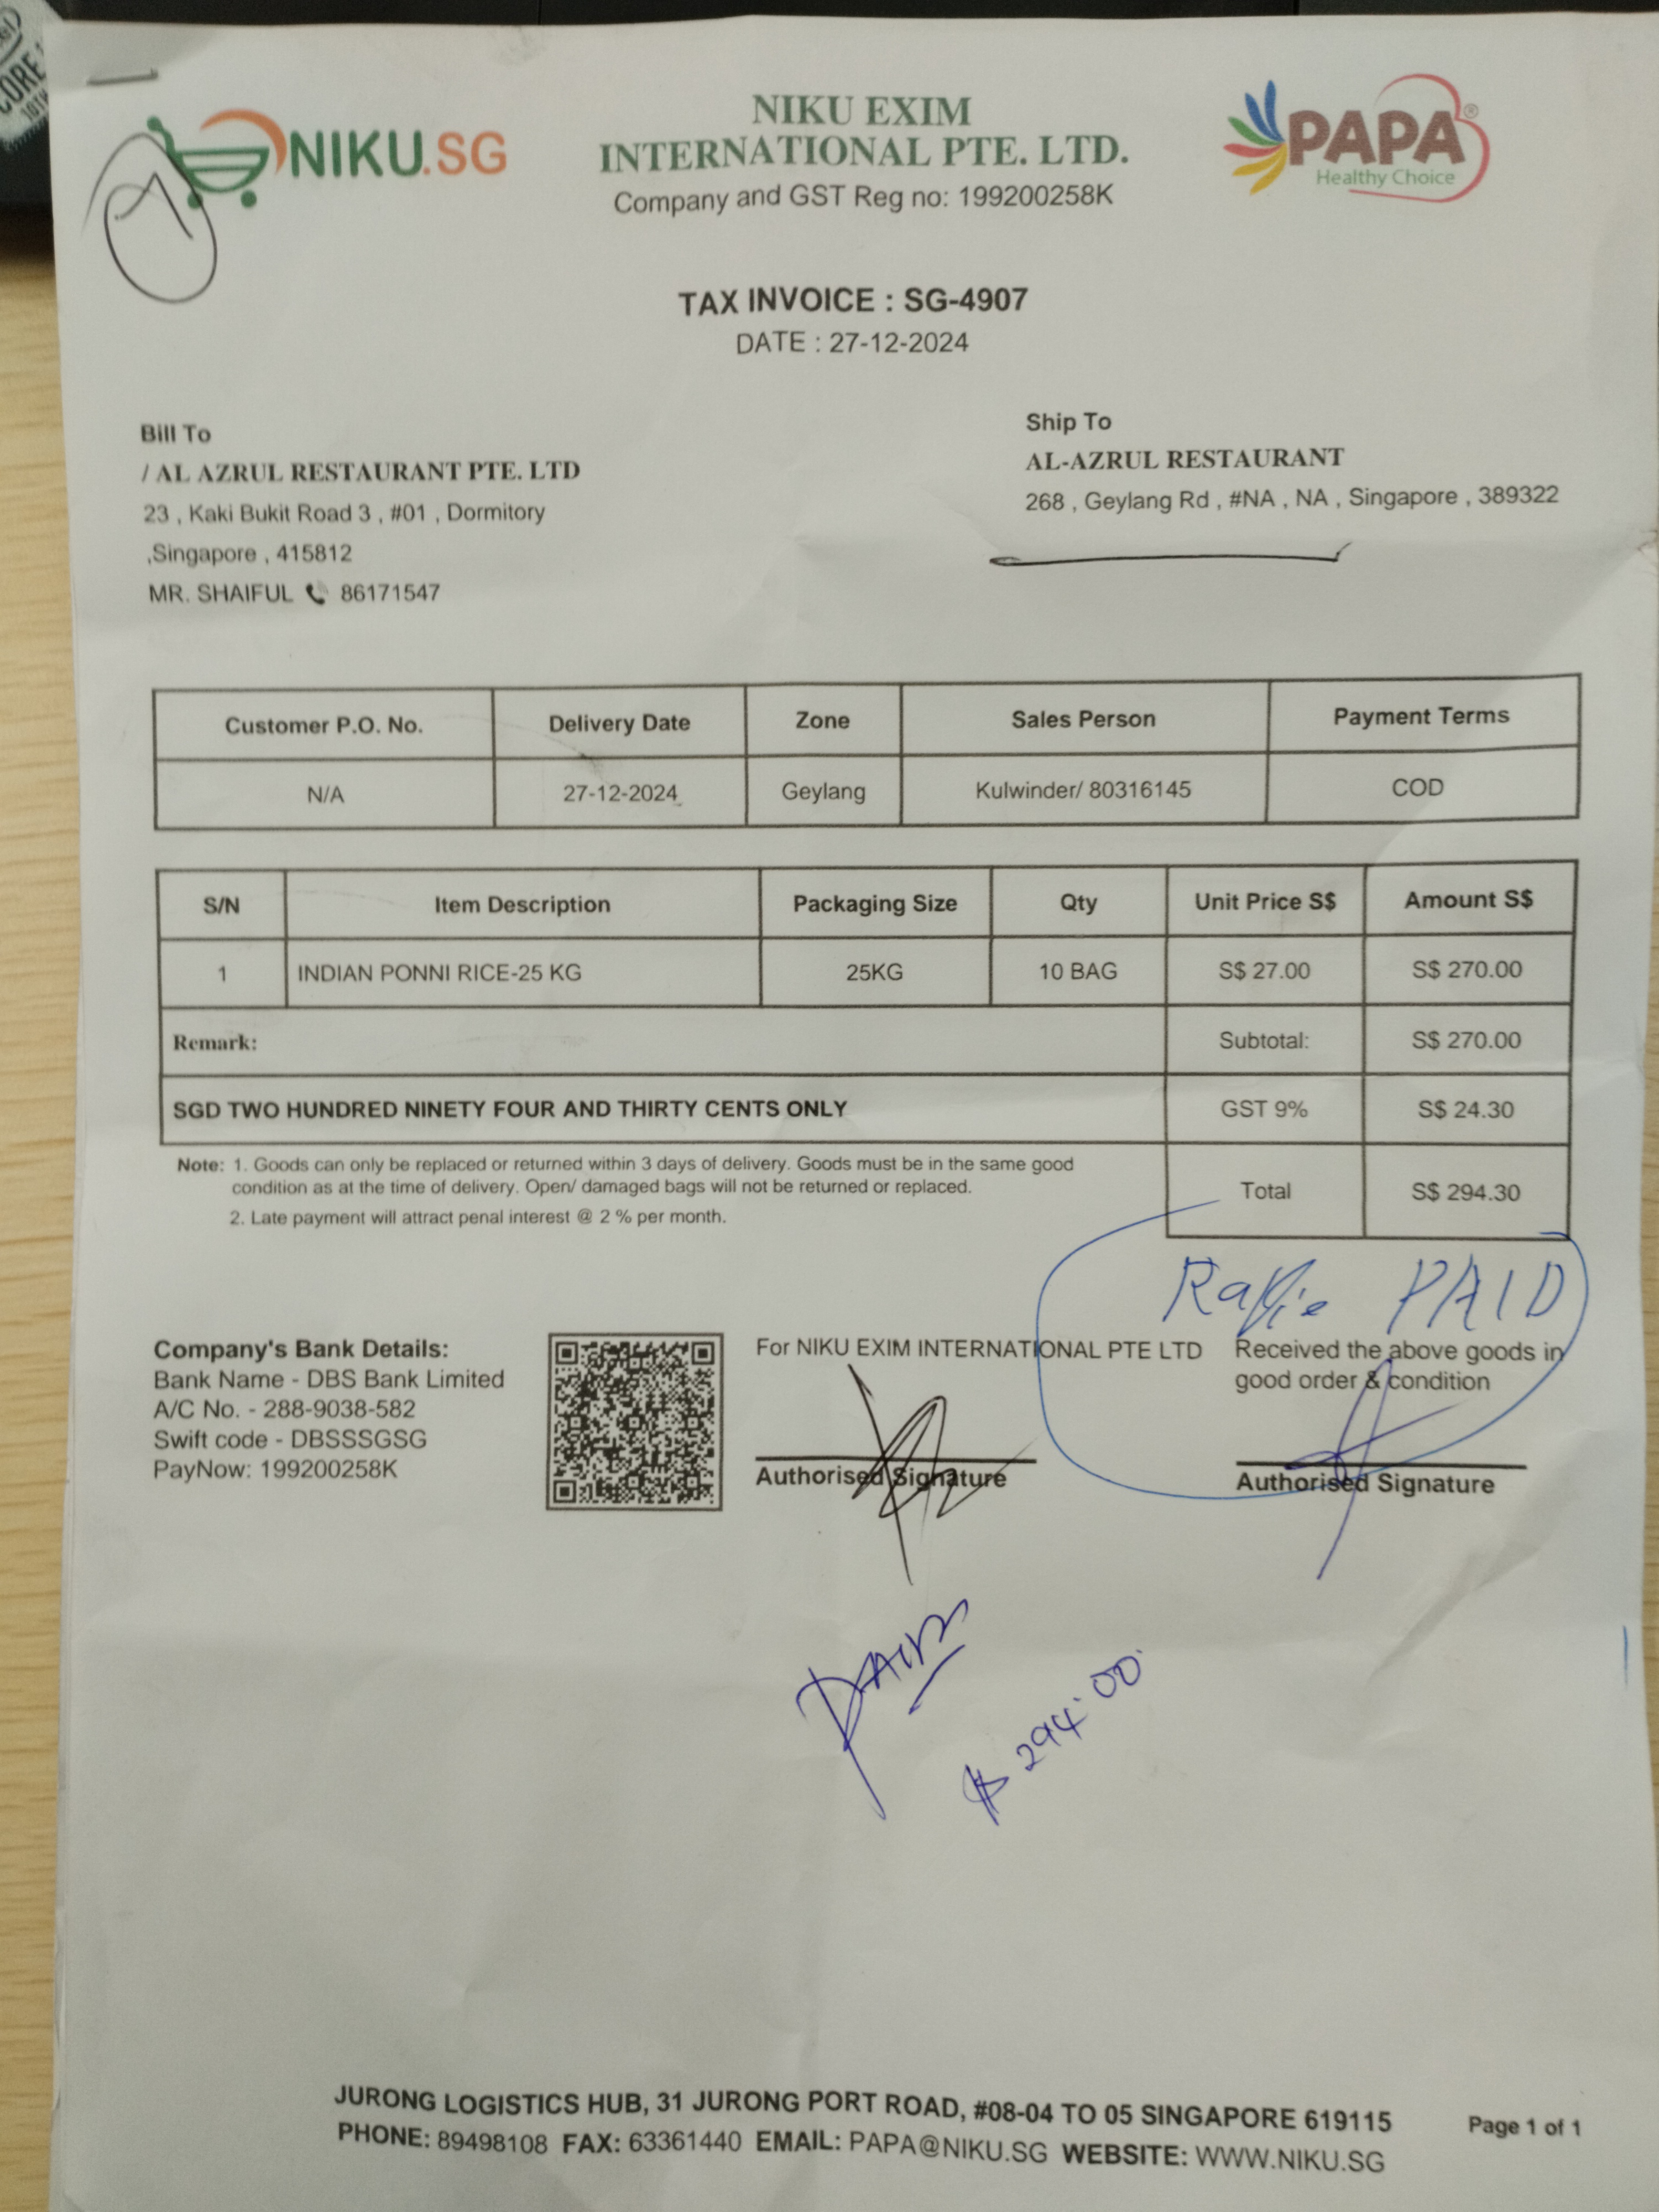 CORE
10TH
NIKU.SG
NIKU EXIM
INTERNATIONAL PTE. LTD.
Company and GST Reg no: 199200258K
PAPA®
Healthy Choice
TAX INVOICE : SG-4907
DATE : 27-12-2024
Bill To
/ AL AZRUL RESTAURANT PTE. LTD
23 , Kaki Bukit Road 3 , #01 , Dormitory
,Singapore , 415812
MR. SHAIFUL 86171547
Ship To
AL-AZRUL RESTAURANT
268 , Geylang Rd , #NA , NA , Singapore , 389322
Customer P.O. No. Delivery Date Zone Sales Person Payment Terms
N/A 27-12-2024 Geylang Kulwinder/ 80316145 COD
S/N Item Description Packaging Size Qty Unit Price S$ Amount S$
1 INDIAN PONNI RICE-25 KG 25KG 10 BAG S$ 27.00 S$ 270.00
Remark: Subtotal: S$ 270.00
SGD TWO HUNDRED NINETY FOUR AND THIRTY CENTS ONLY GST 9% S$ 24.30
Total S$ 294.30
Note: 1. Goods can only be replaced or returned within 3 days of delivery. Goods must be in the same good
condition as at the time of delivery. Open/ damaged bags will not be returned or replaced.
2. Late payment will attract penal interest @ 2 % per month.
PAID
Company's Bank Details:
Bank Name - DBS Bank Limited
A/C No. - 288-9038-582
Swift code - DBSSSGSG
PayNow: 199200258K
For NIKU EXIM INTERNATIONAL PTE LTD
Authorised Signature
Received the above goods in
good order & condition
Authorised Signature
PAID
$ 294.00
JURONG LOGISTICS HUB, 31 JURONG PORT ROAD, #08-04 TO 05 SINGAPORE 619115
PHONE: 89498108 FAX: 63361440 EMAIL: PAPA@NIKU.SG WEBSITE: WWW.NIKU.SG
Page 1 of 1